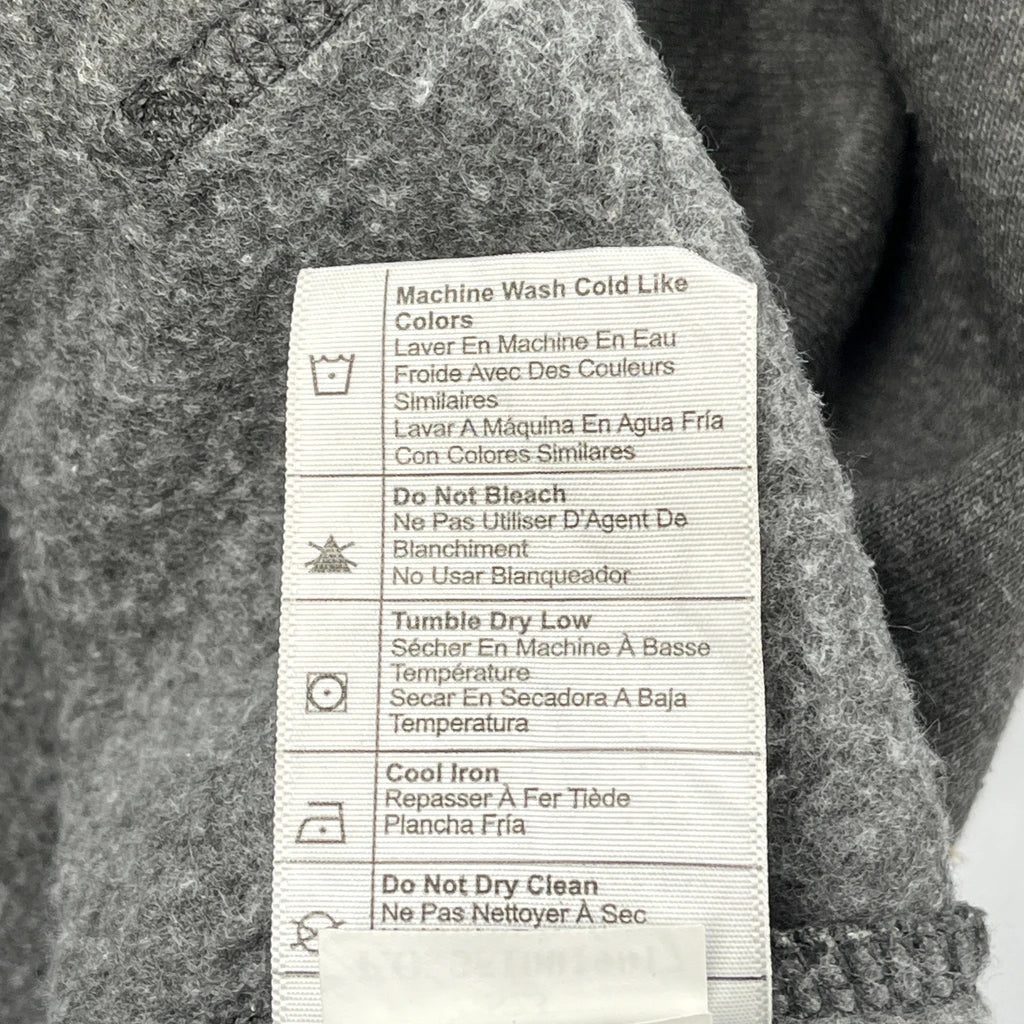 Machine Wash Cold Like
Colors
Laver En Machine En Eau
Froide Avec Des Couleurs
Similaires
Lavar A Máquina En Agua Fría
Con Colores Similares
Do Not Bleach
Ne Pas Utiliser D'Agent De
Blanchiment
No Usar Blanqueador
Tumble Dry Low
Sécher En Machine À Basse
Température
Secar En Secadora A Baja
Temperatura
Cool Iron
Repasser À Fer Tiède
Plancha Fría
Do Not Dry Clean
Ne Pas Nettoyer À Sec